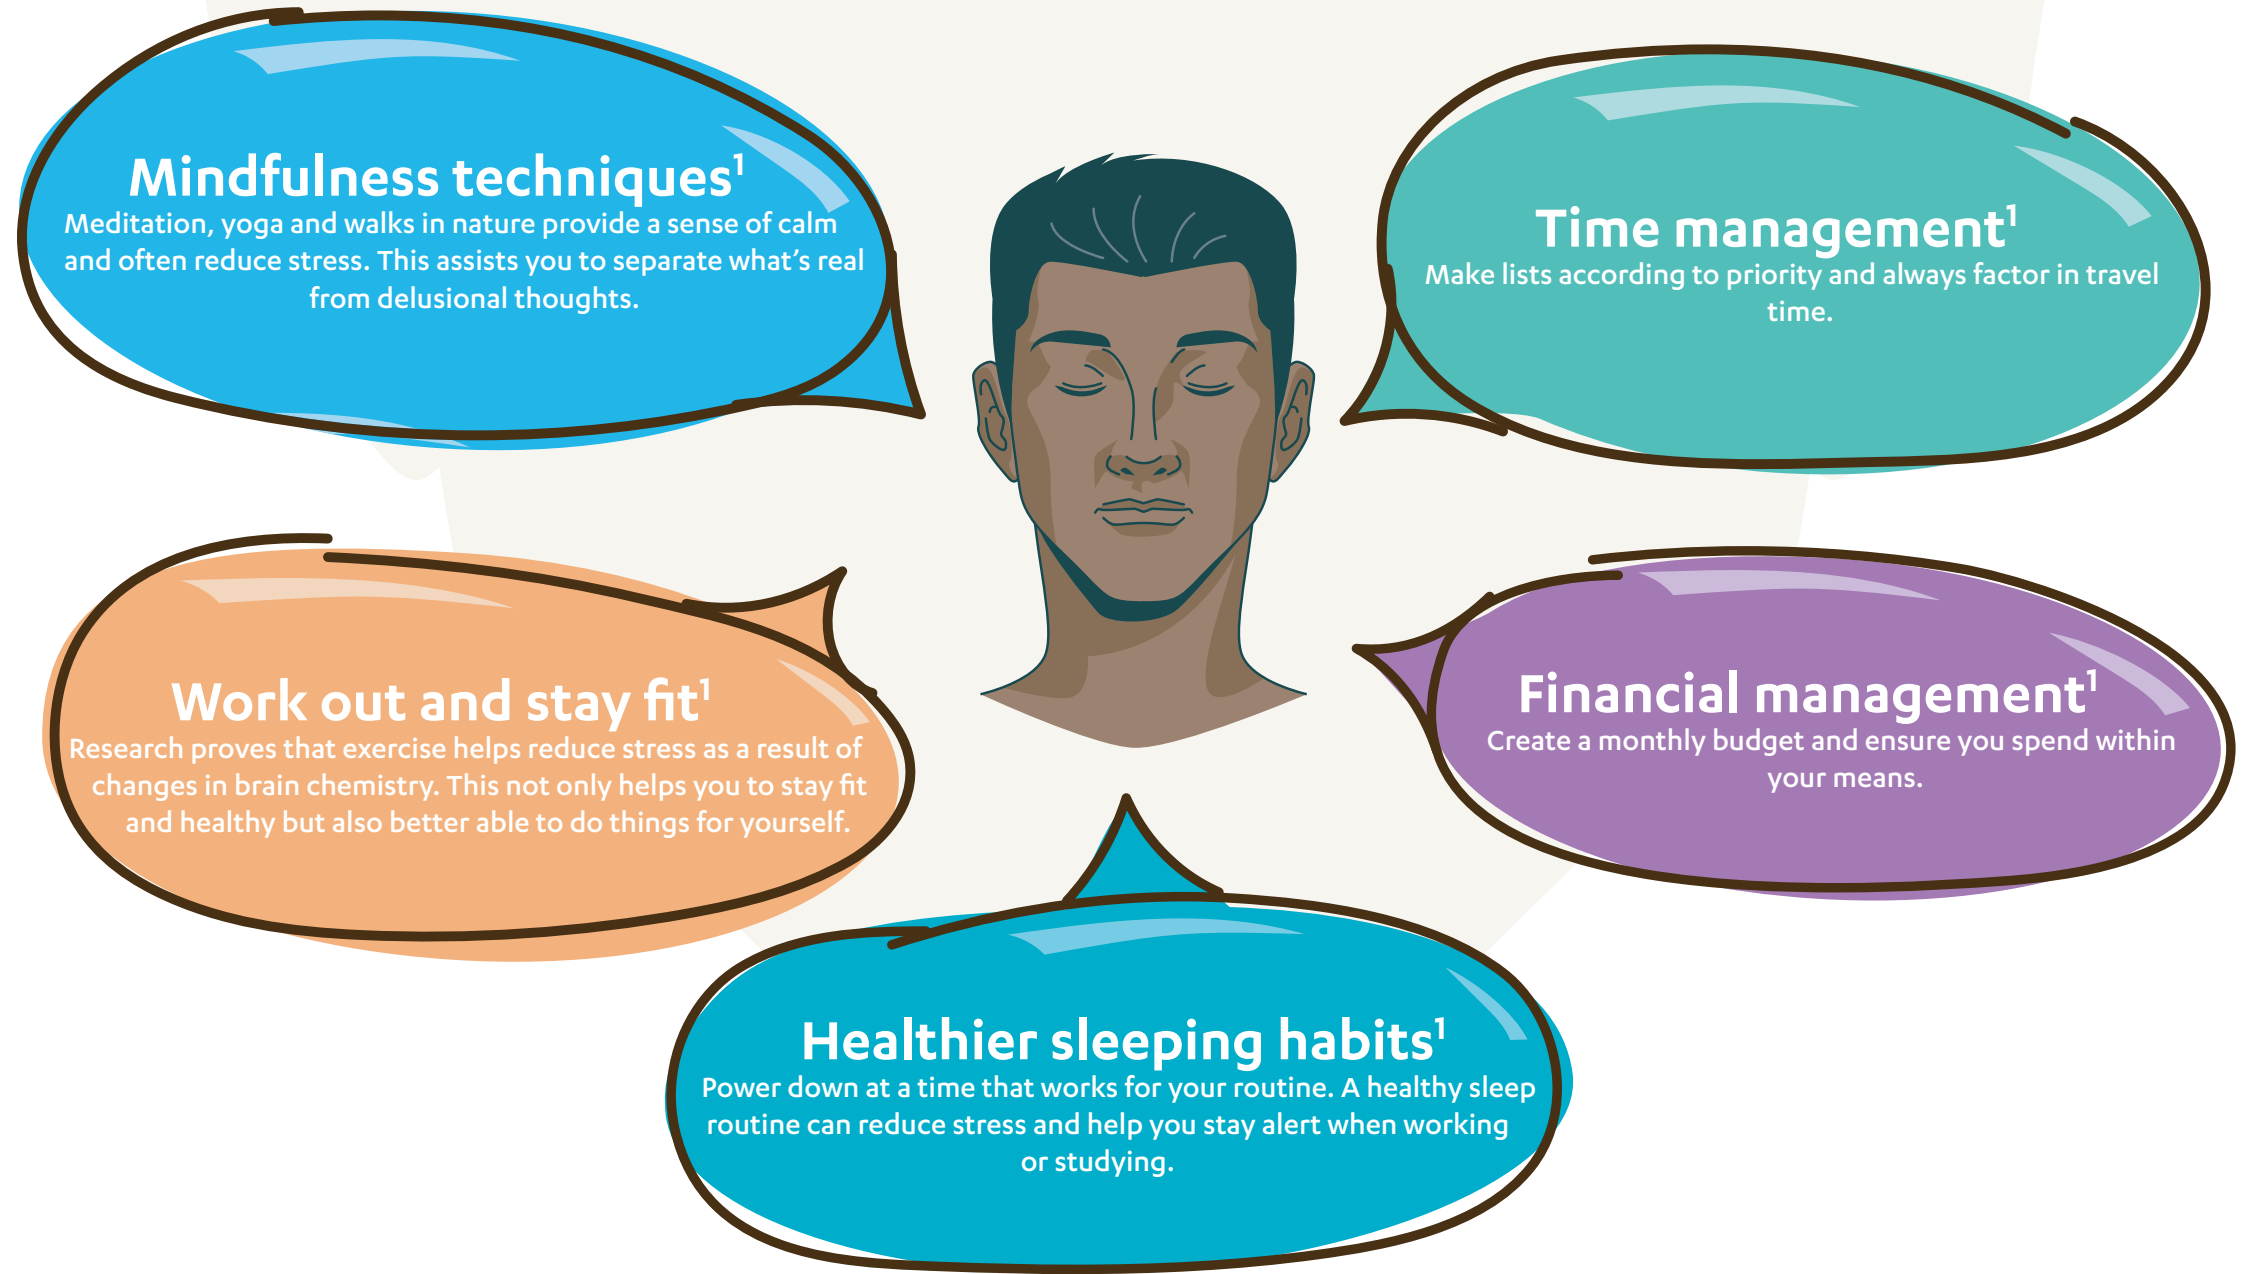 Mindfulness techniques¹
Meditation, yoga and walks in nature provide a sense of calm
and often reduce stress. This assists you to separate what’s real
from delusional thoughts.
Time management¹
Make lists according to priority and always factor in travel
time.
Work out and stay fit¹
Research proves that exercise helps reduce stress as a result of
changes in brain chemistry. This not only helps you to stay fit
and healthy but also better able to do things for yourself.
Financial management¹
Create a monthly budget and ensure you spend within
your means.
Healthier sleeping habits¹
Power down at a time that works for your routine. A healthy sleep
routine can reduce stress and help you stay alert when working
or studying.